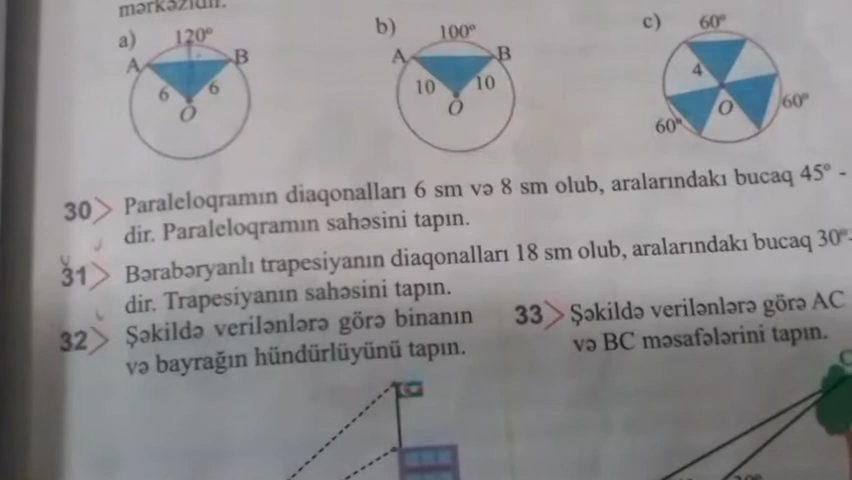 mərkəzidir.
a) 120° b) 100° c) 60°
A B A B 4
6 6 10 10 60°
O O O 60°
30> Paraleloqramın diaqonalları 6 sm və 8 sm olub, aralarındakı bucaq 45° -
dir. Paraleloqramın sahəsini tapın.
31> Bərabəryanlı trapesiyanın diaqonalları 18 sm olub, aralarındakı bucaq 30°-
dir. Trapesiyanın sahəsini tapın.
32> Şəkildə verilənlərə görə binanın
və bayrağın hündürlüyünü tapın.
33> Şəkildə verilənlərə görə AC
və BC məsafələrini tapın.
C